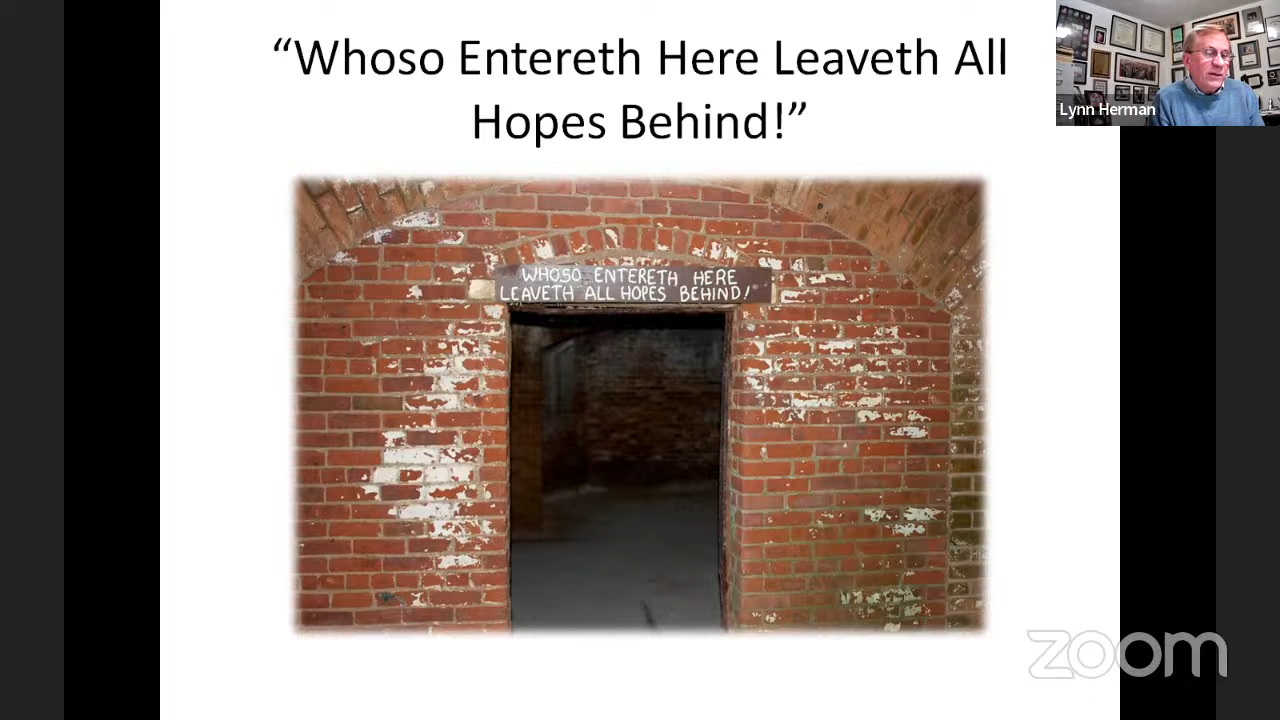 “Whoso Entereth Here Leaveth All
Hopes Behind!”
Lynn Herman
WHOSO ENTERETH HERE
LEAVETH ALL HOPES BEHIND!
zoom